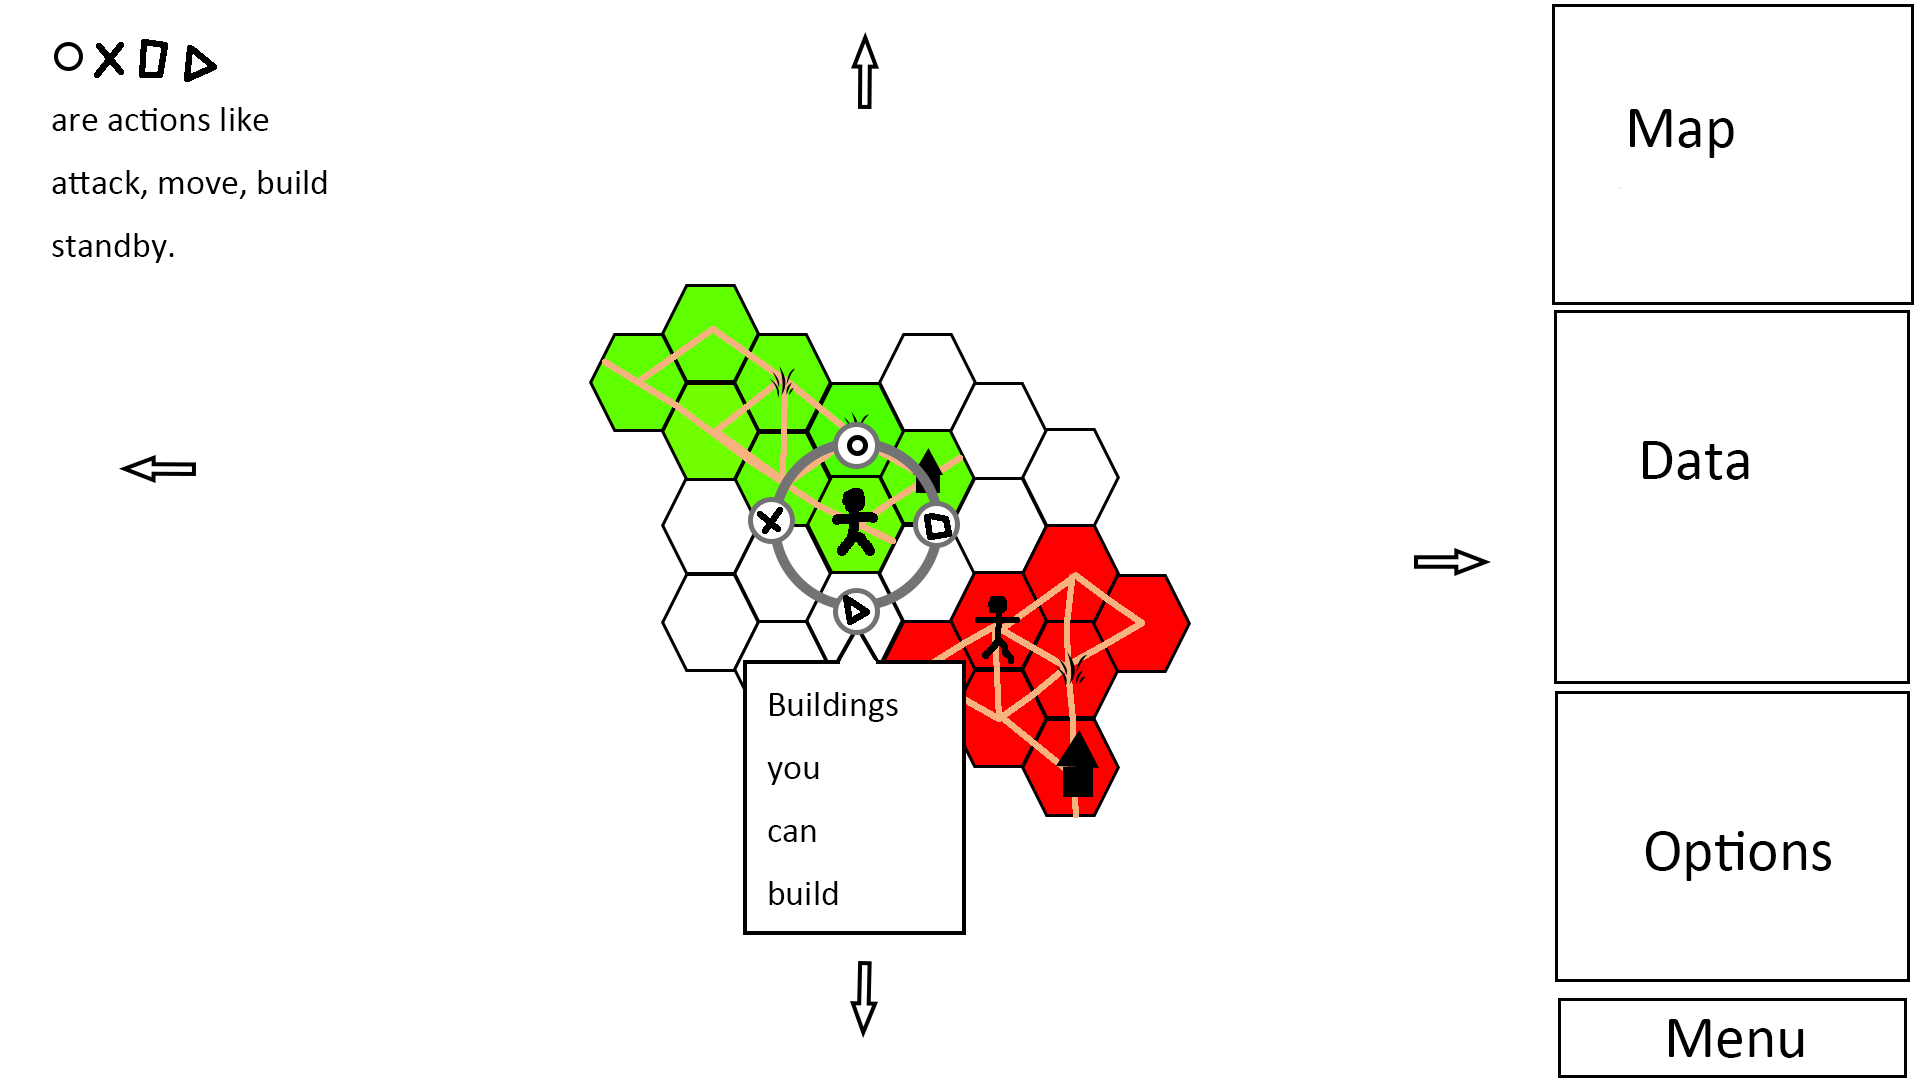 are actions like
attack, move, build
standby.
Map
Data
Buildings
you
can
build
Options
Menu